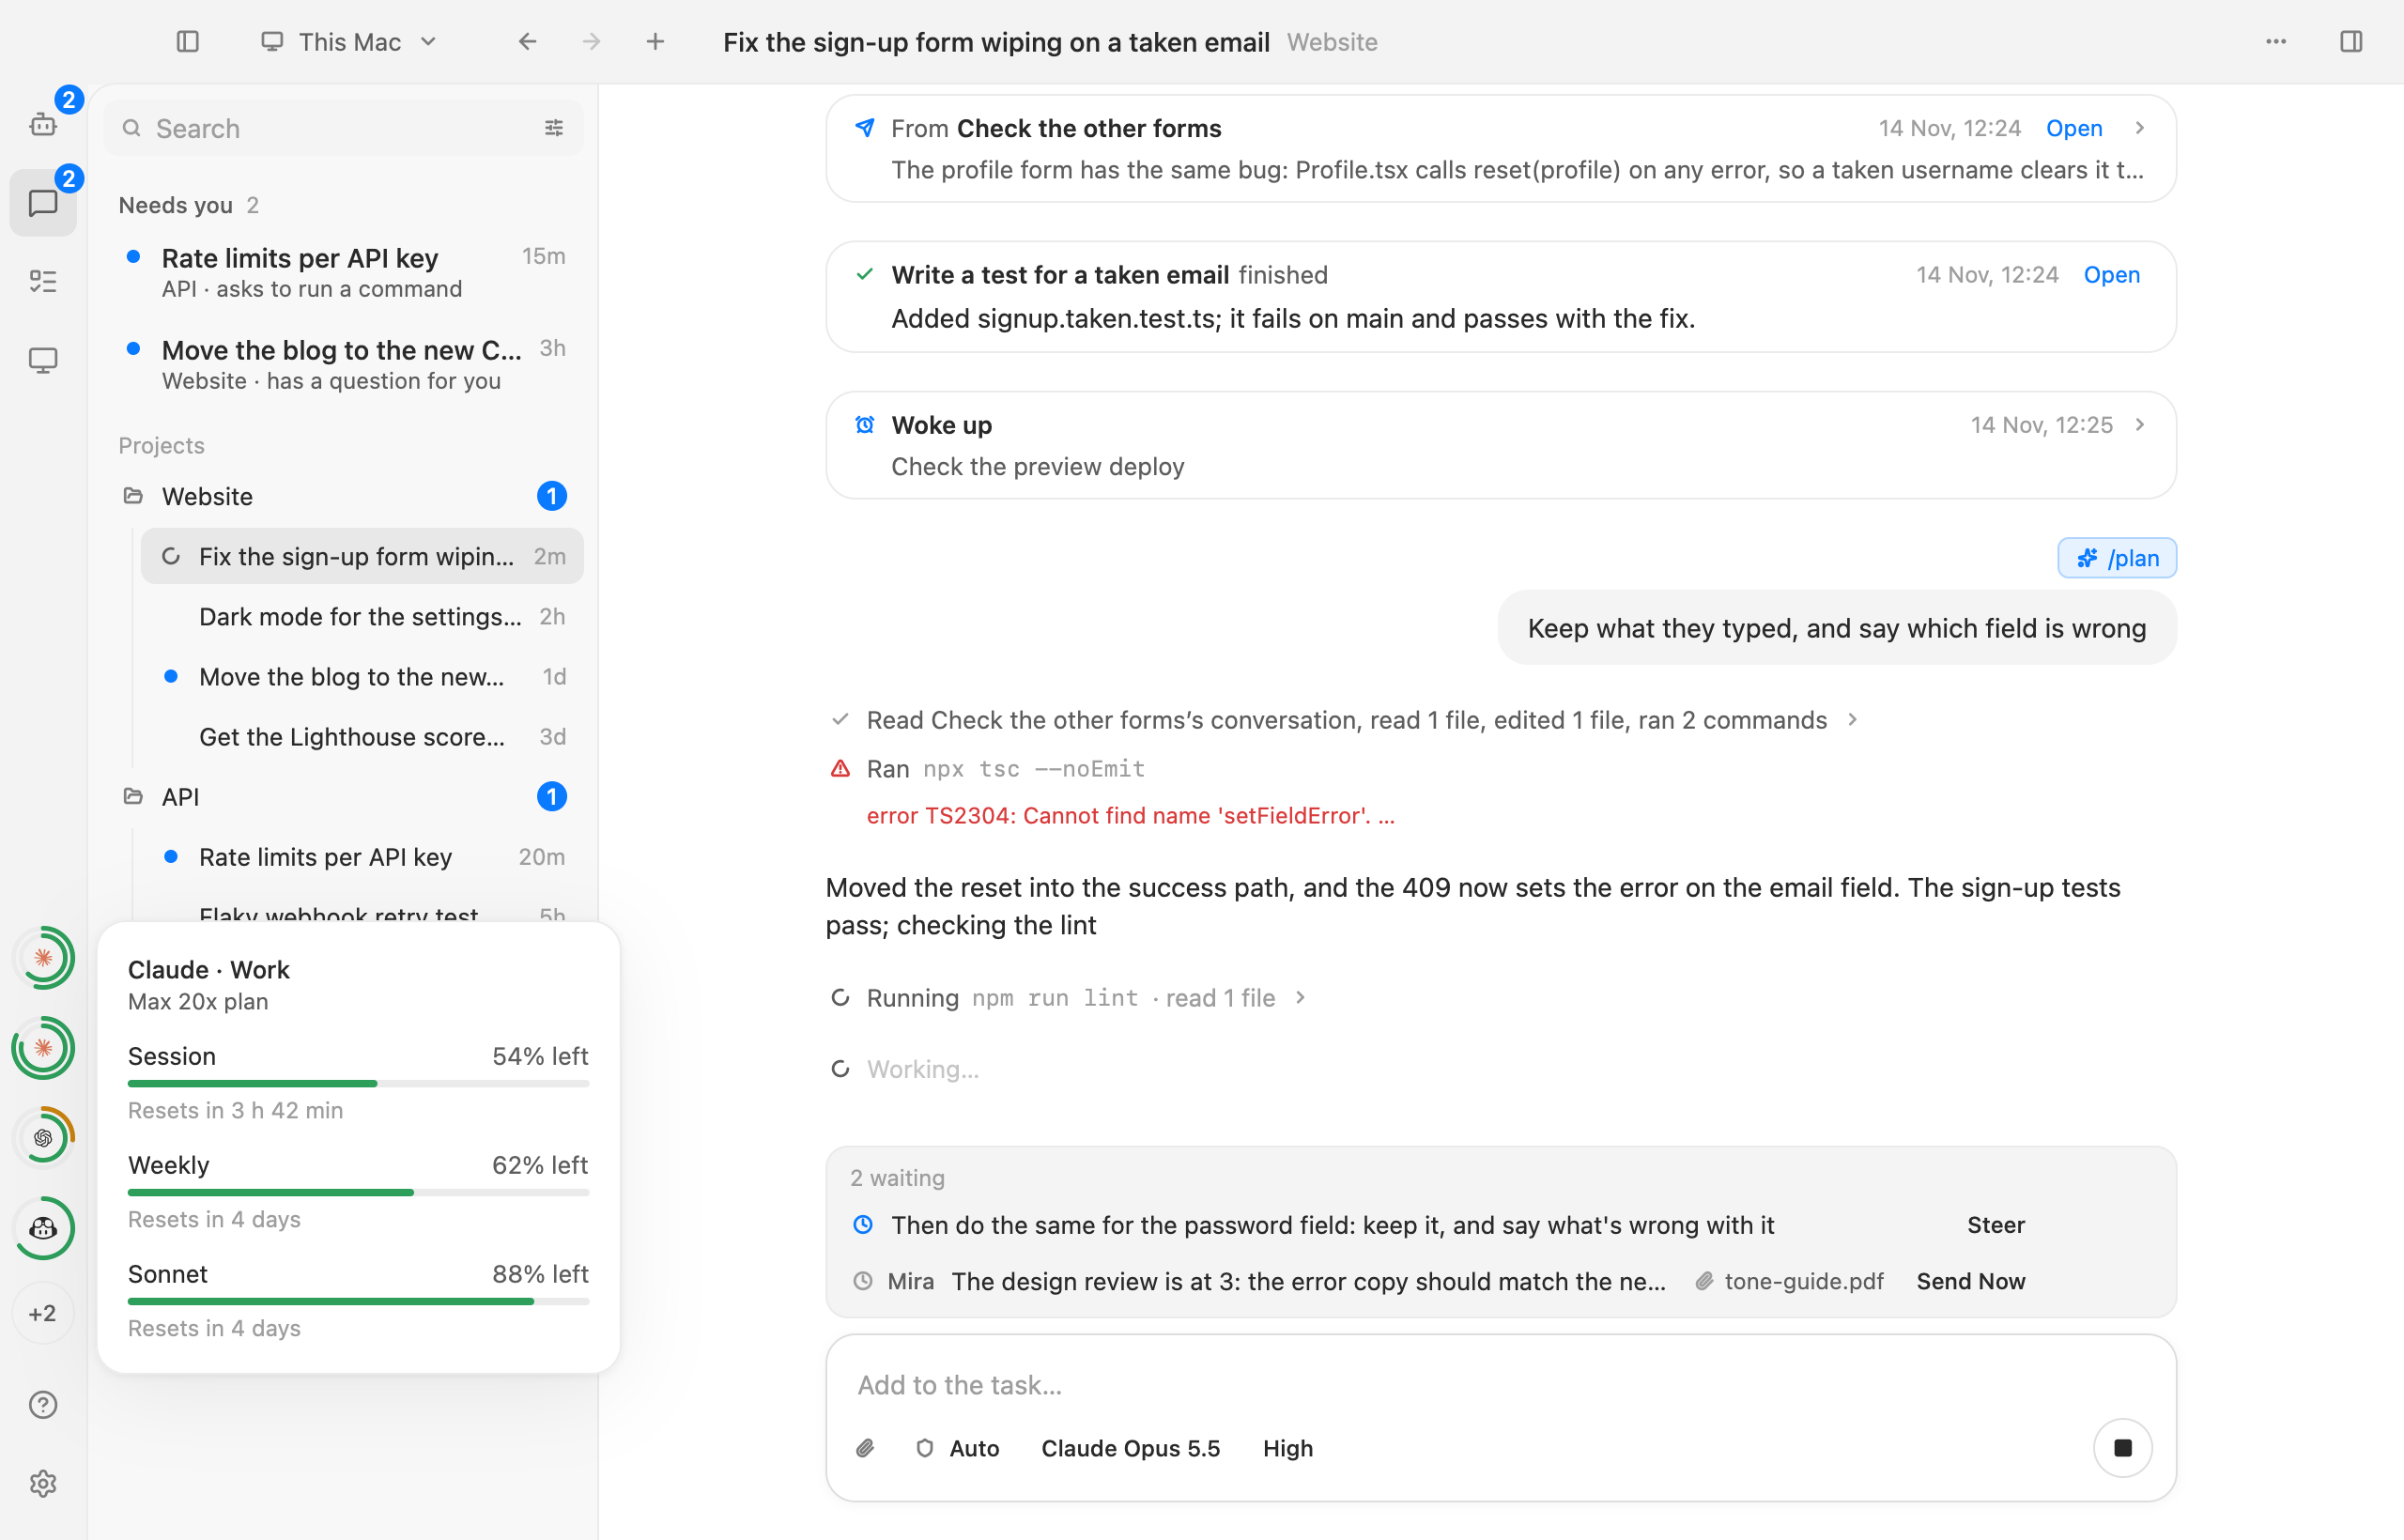 This Mac
Fix the sign-up form wiping on a taken email Website
2
2
Search
Needs you 2
Rate limits per API key 15m
API · asks to run a command
Move the blog to the new C... 3h
Website · has a question for you
Projects
Website 1
Fix the sign-up form wipin... 2m
Dark mode for the settings... 2h
Move the blog to the new... 1d
Get the Lighthouse score... 3d
API 1
Rate limits per API key 20m
Flaky webhook retry test 5h
+2
Claude · Work
Max 20x plan
Session 54% left
Resets in 3 h 42 min
Weekly 62% left
Resets in 4 days
Sonnet 88% left
Resets in 4 days
From Check the other forms 14 Nov, 12:24 Open
The profile form has the same bug: Profile.tsx calls reset(profile) on any error, so a taken username clears it t...
Write a test for a taken email finished 14 Nov, 12:24 Open
Added signup.taken.test.ts; it fails on main and passes with the fix.
Woke up 14 Nov, 12:25
Check the preview deploy
/plan
Keep what they typed, and say which field is wrong
Read Check the other forms’s conversation, read 1 file, edited 1 file, ran 2 commands
Ran npx tsc --noEmit
error TS2304: Cannot find name 'setFieldError'. ...
Moved the reset into the success path, and the 409 now sets the error on the email field. The sign-up tests
pass; checking the lint
Running npm run lint · read 1 file
Working...
2 waiting
Then do the same for the password field: keep it, and say what's wrong with it Steer
Mira The design review is at 3: the error copy should match the ne... tone-guide.pdf Send Now
Add to the task...
Auto Claude Opus 5.5 High